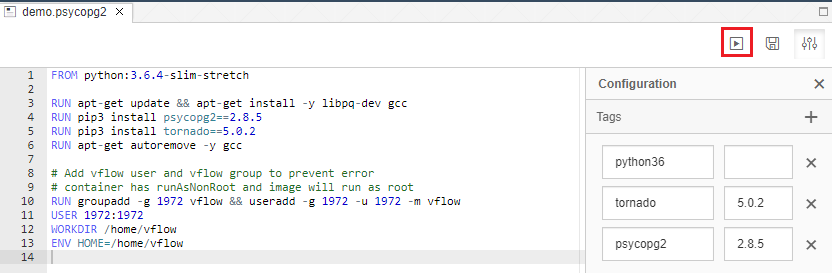 demo.psycopg2
1 FROM python:3.6.4-slim-stretch
2
3 RUN apt-get update && apt-get install -y libpq-dev gcc
4 RUN pip3 install psycopg2==2.8.5
5 RUN pip3 install tornado==5.0.2
6 RUN apt-get autoremove -y gcc
7
8 # Add vflow user and vflow group to prevent error
9 # container has runAsNonRoot and image will run as root
10 RUN groupadd -g 1972 vflow && useradd -g 1972 -u 1972 -m vflow
11 USER 1972:1972
12 WORKDIR /home/vflow
13 ENV HOME=/home/vflow
14
Configuration
Tags
python36
tornado 5.0.2
psycopg2 2.8.5